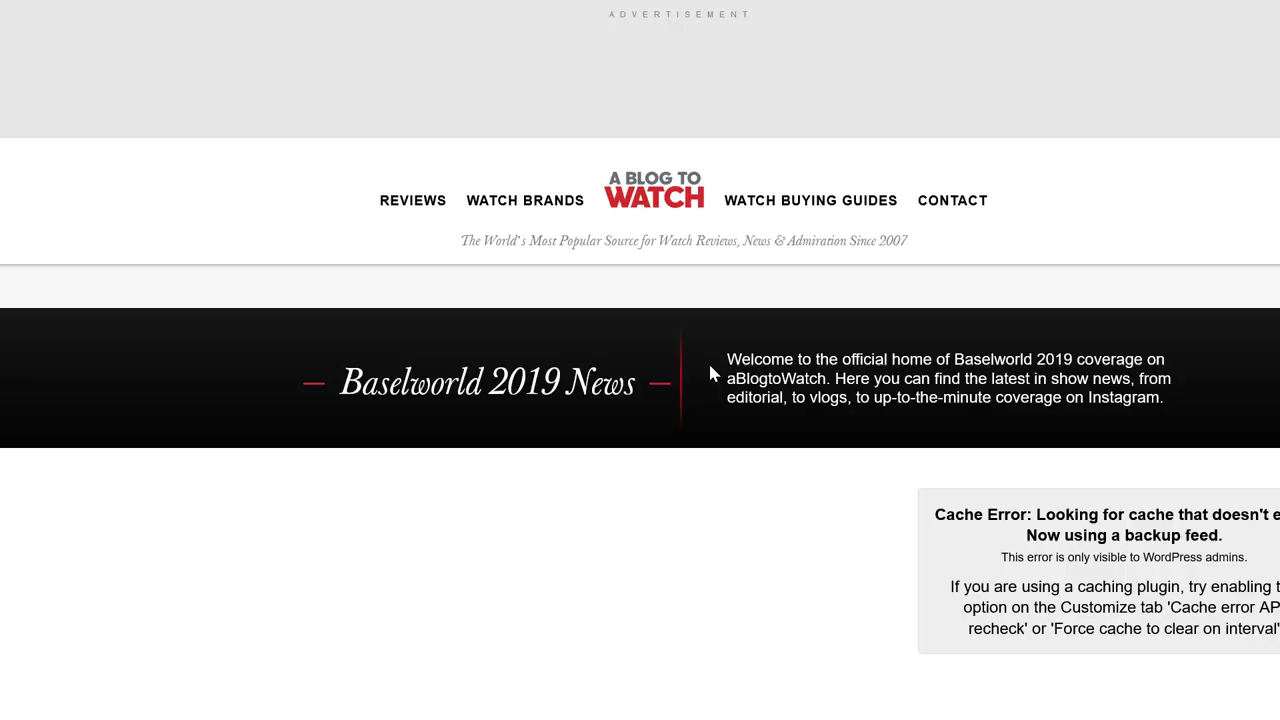 ADVERTISEMENT
REVIEWS WATCH BRANDS A BLOG TO WATCH WATCH BUYING GUIDES CONTACT
The World's Most Popular Source for Watch Reviews, News & Admiration Since 2007
Baselworld 2019 News
Welcome to the official home of Baselworld 2019 coverage on
aBlogtoWatch. Here you can find the latest in show news, from
editorial, to vlogs, to up-to-the-minute coverage on Instagram.
Cache Error: Looking for cache that doesn't
Now using a backup feed.
This error is only visible to WordPress admins.
If you are using a caching plugin, try enabling
option on the Customize tab 'Cache error AP
recheck' or 'Force cache to clear on interval'